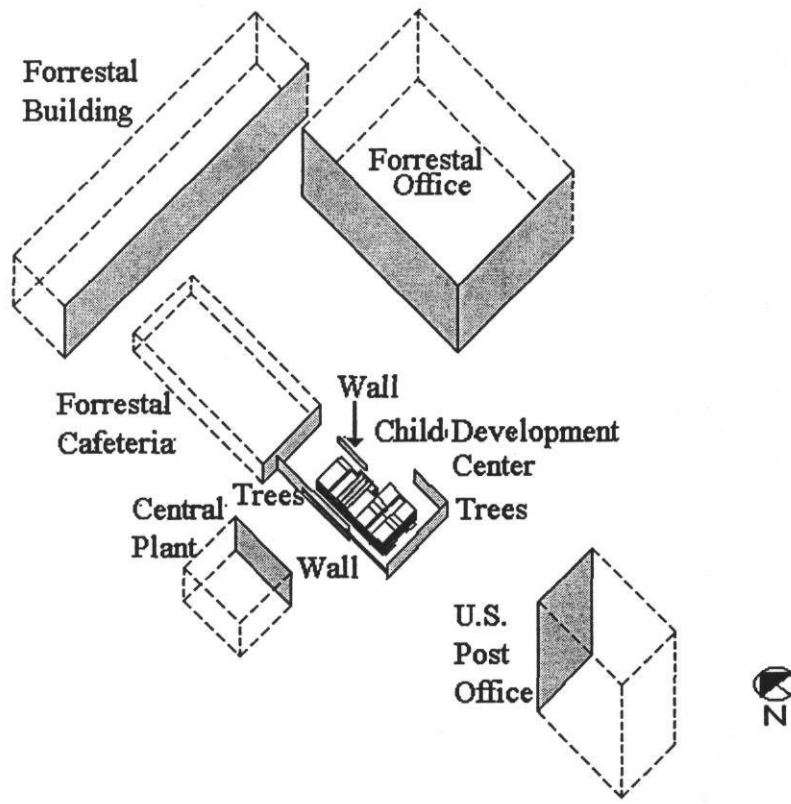 Forrestal
Building
Forrestal
Office
Wall
Forrestal
Cafeteria
Child Development
Center
Trees
Trees
Central
Plant
Wall
U.S.
Post
Office
N